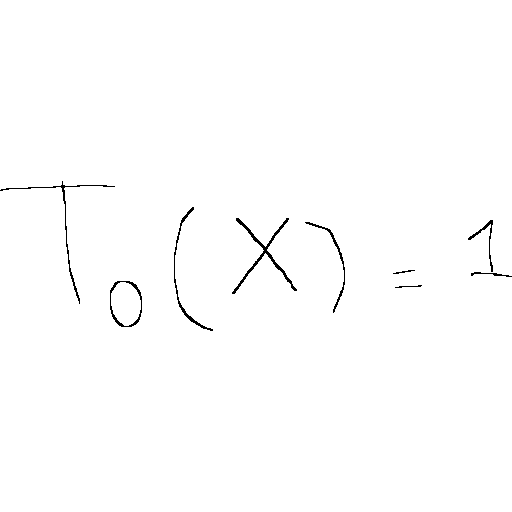 T₀(X) = 1